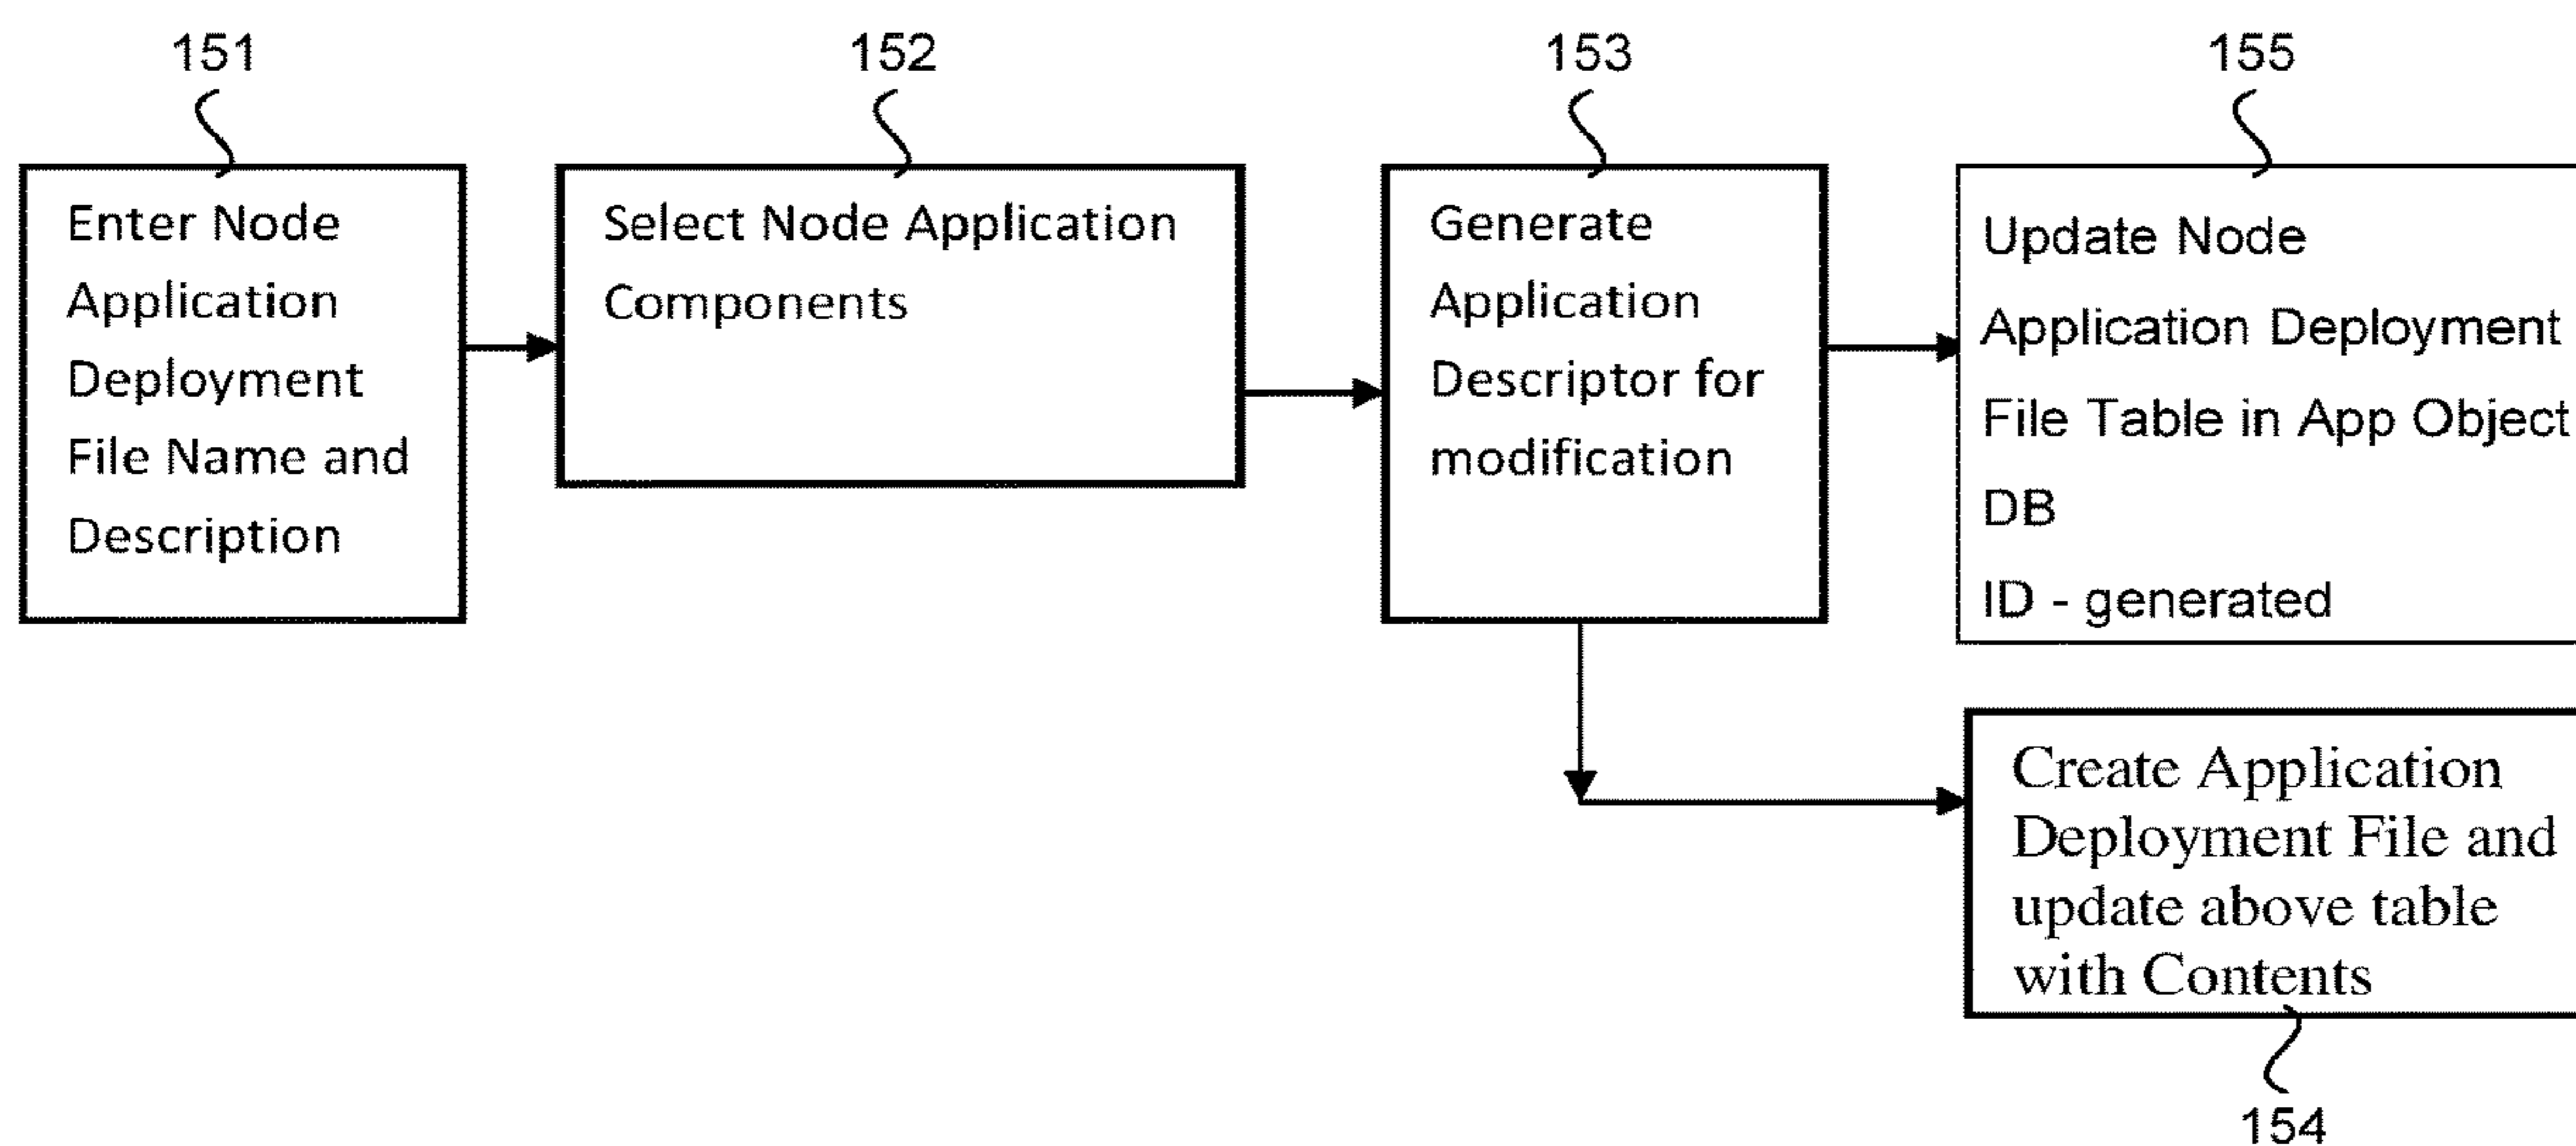 151
152
153
155
Enter Node
Application
Deployment
File Name and
Description
Select Node Application
Components
Generate
Application
Descriptor for
modification
Update Node
Application Deployment
File Table in App Object
DB
ID - generated
Create Application
Deployment File and
update above table
with Contents
154